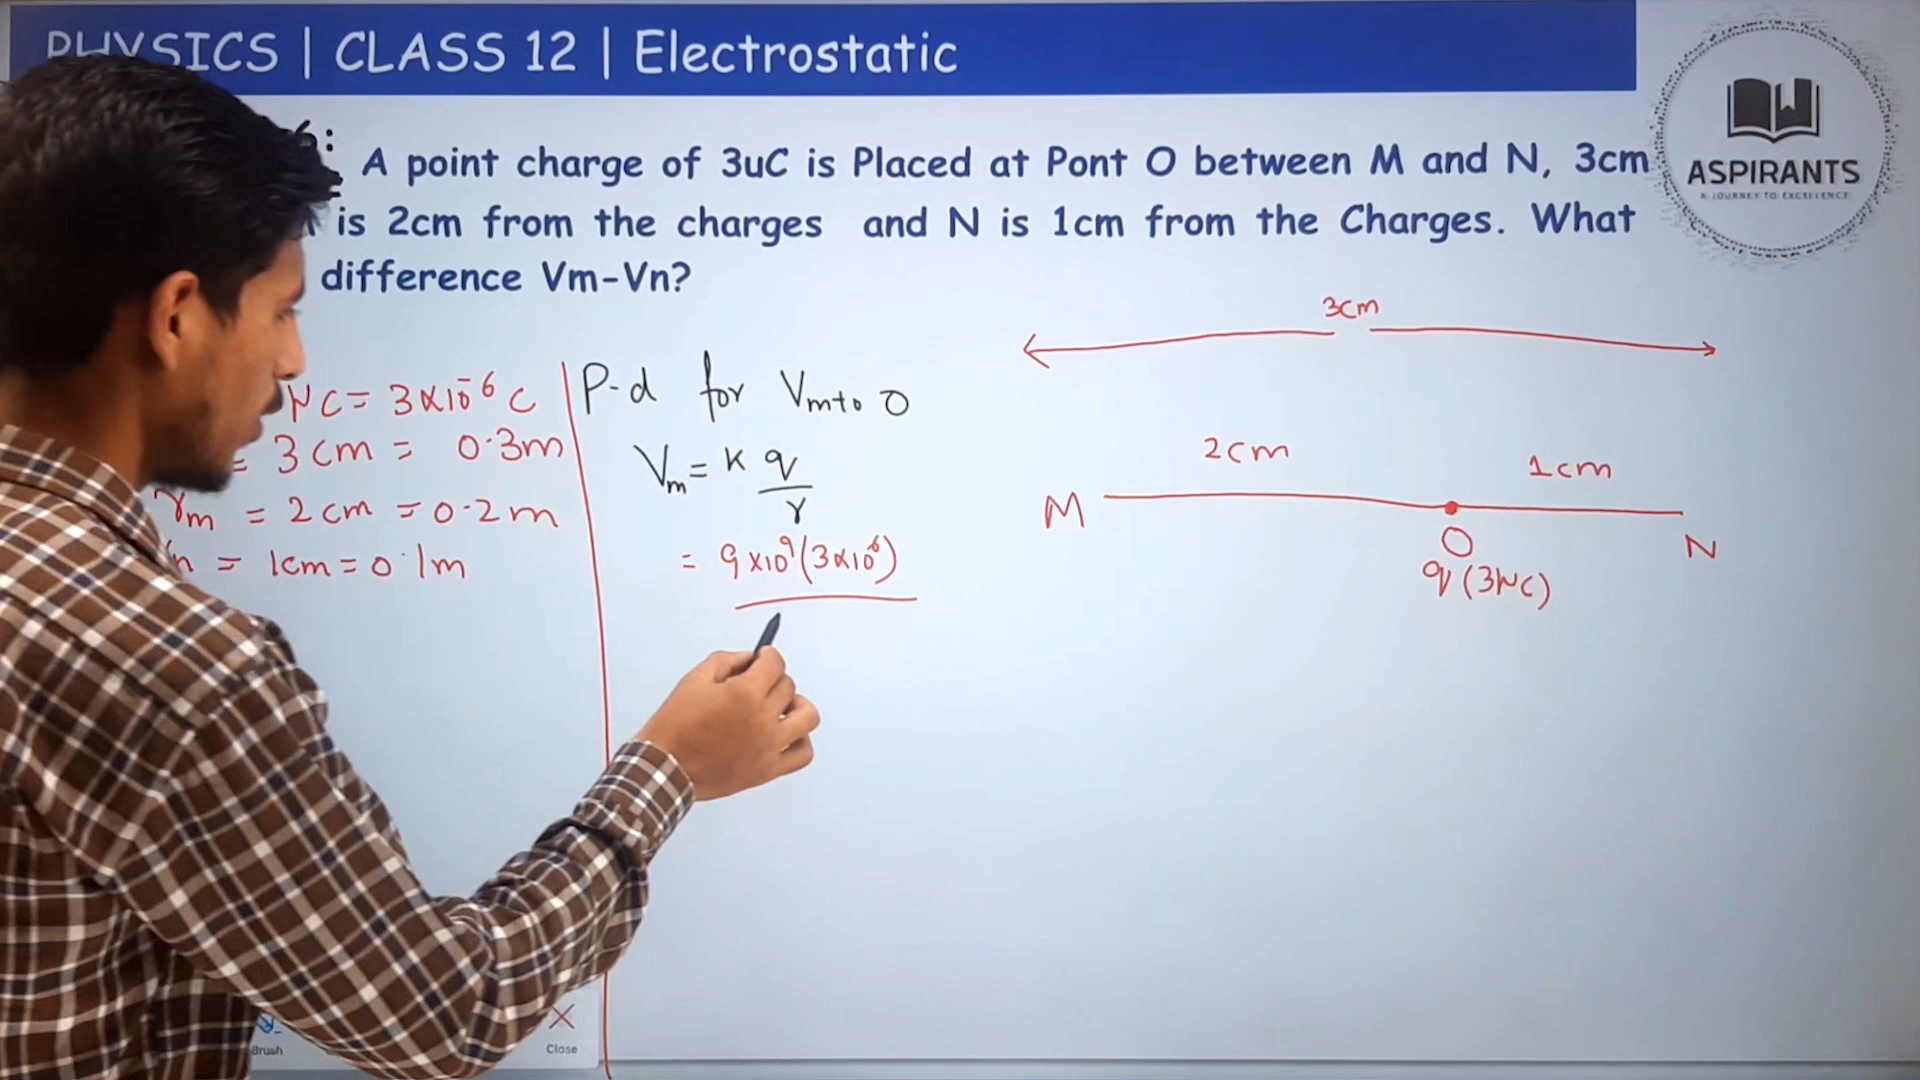 PHYSICS | CLASS 12 | Electrostatic
A point charge of 3uC is Placed at Pont O between M and N, 3cm
is 2cm from the charges and N is 1cm from the Charges. What
difference Vm-Vn?
ASPIRANTS
A JOURNEY TO EXCELLENCE
3cm
μC = 3×10⁻⁶ C
= 3cm = 0.3m
rm = 2cm = 0.2m
n = 1cm = 0.1m
P-d for Vm to O
Vm = K q
r
= 9×10⁹(3×10⁶)
2cm
1cm
M
O
N
q (3μC)
Brush
Close